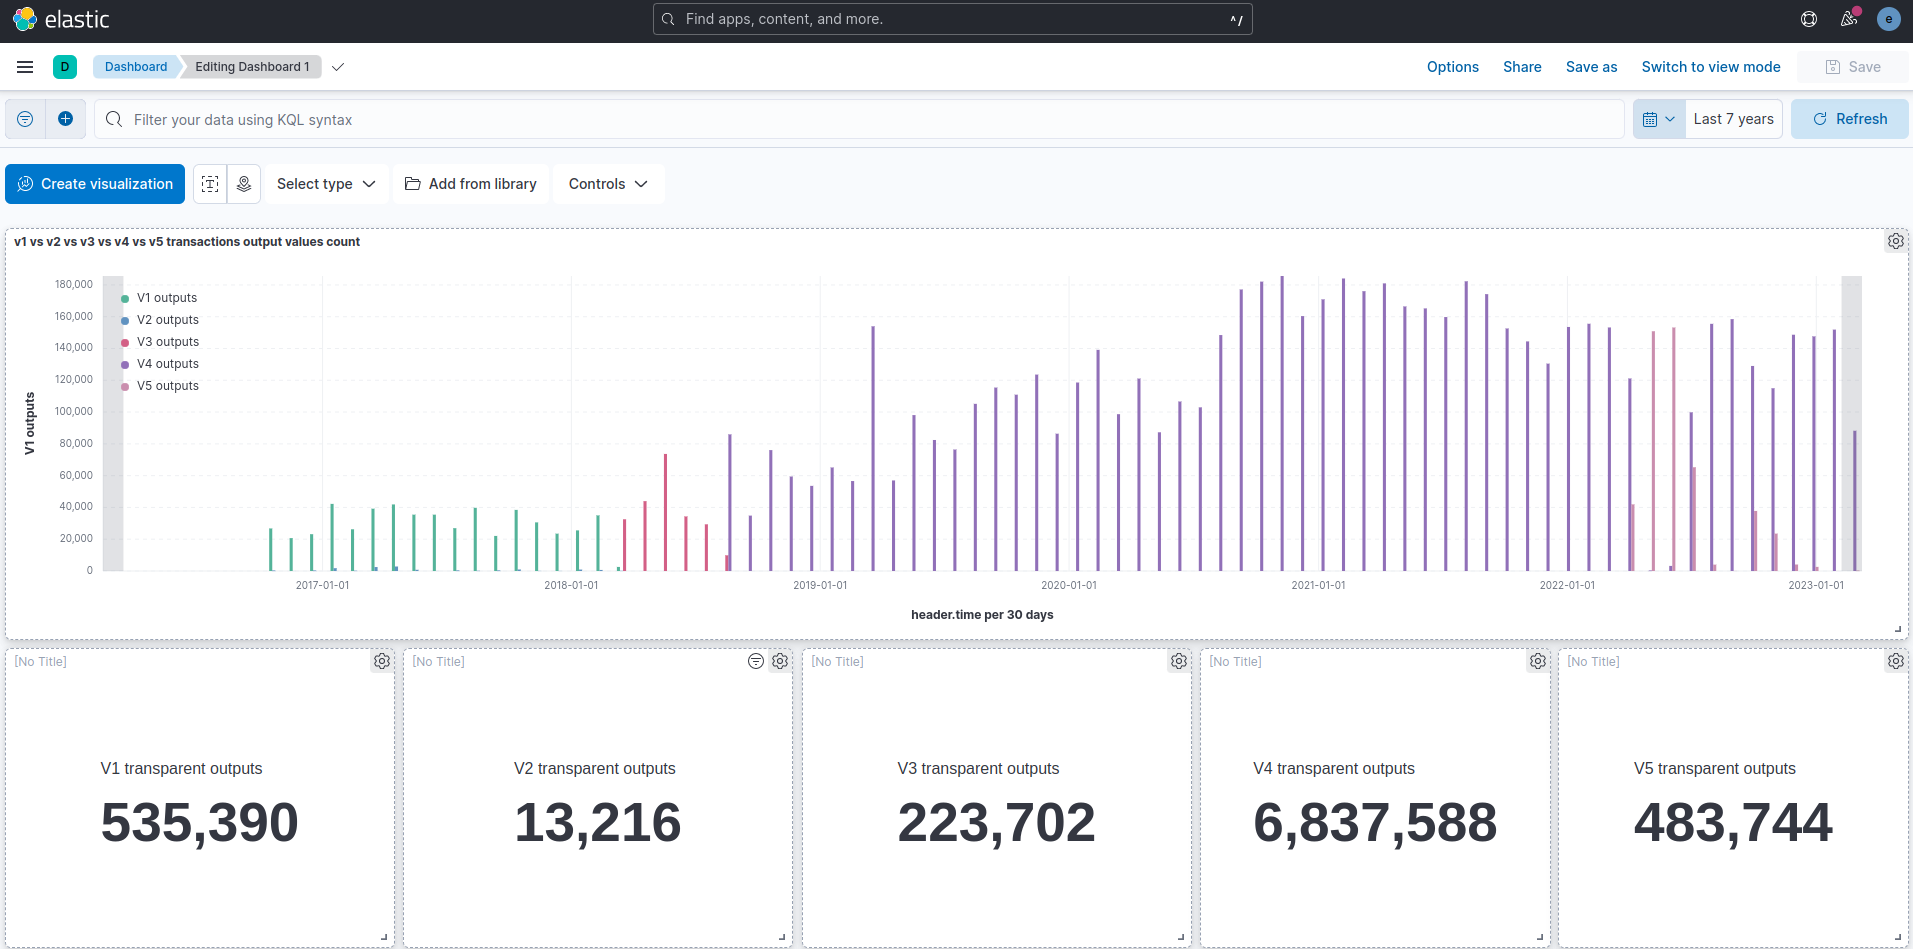 elastic
Find apps, content, and more.
^/
e
D
Dashboard
Editing Dashboard 1
Options
Share
Save as
Switch to view mode
Save
Filter your data using KQL syntax
Last 7 years
Refresh
Create visualization
T
Select type
Add from library
Controls
v1 vs v2 vs v3 vs v4 vs v5 transactions output values count
V1 outputs
180,000
160,000
140,000
120,000
100,000
80,000
60,000
40,000
20,000
0
V1 outputs
V2 outputs
V3 outputs
V4 outputs
V5 outputs
2017-01-01
2018-01-01
2019-01-01
2020-01-01
2021-01-01
2022-01-01
2023-01-01
header.time per 30 days
[No Title]
V1 transparent outputs
535,390
[No Title]
V2 transparent outputs
13,216
[No Title]
V3 transparent outputs
223,702
[No Title]
V4 transparent outputs
6,837,588
[No Title]
V5 transparent outputs
483,744